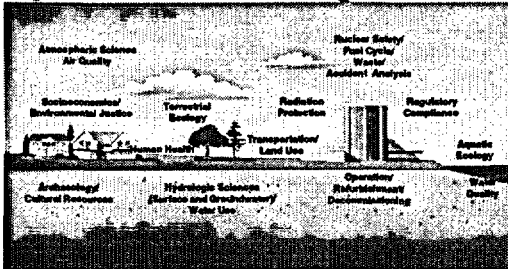 Atmospheric Science
Air Quality
Nuclear Safety/
Fuel Cycle/
Waste/
Accident Analysis
Socioeconomics/
Environmental Justice
Terrestrial
Ecology
Radiation
Protection
Regulatory
Compliance
Human Health
Transportation/
Land Use
Aquatic
Ecology
Archaeology/
Cultural Resources
Hydrologic Sciences
(Surface and Groundwater)/
Water Use
Operation/
Refurbishment/
Decommissioning
Water
Quality